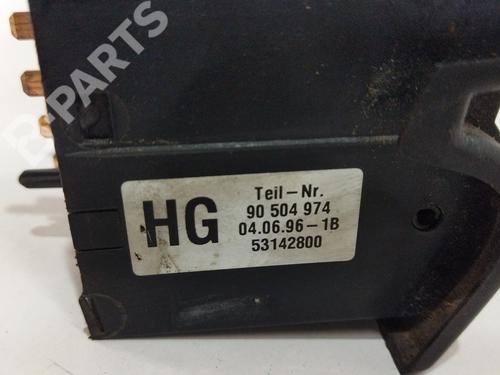 B-PARTS
HG
Teil-Nr.
90 504 974
04.06.96-1B
53142800